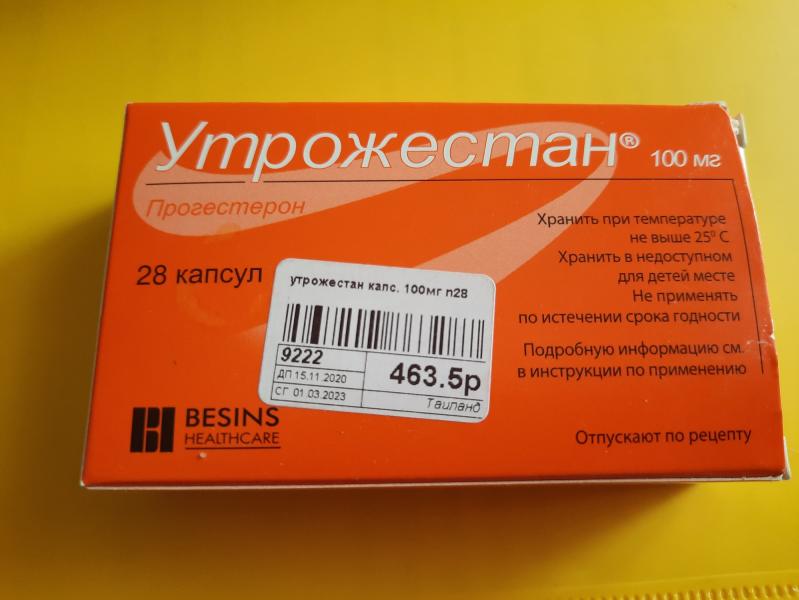 Утрожестан® 100 мг
Прогестерон
28 капсул
Хранить при температуре
не выше 25⁰ С
Хранить в недоступном
для детей месте
Не применять
по истечении срока годности
Подробную информацию см.
в инструкции по применению
Отпускают по рецепту
утрожестан капс. 100мг n28
9222
ДП 15.11.2020
СГ 01.03.2023
463.5р
Таиланд
BESINS
HEALTHCARE